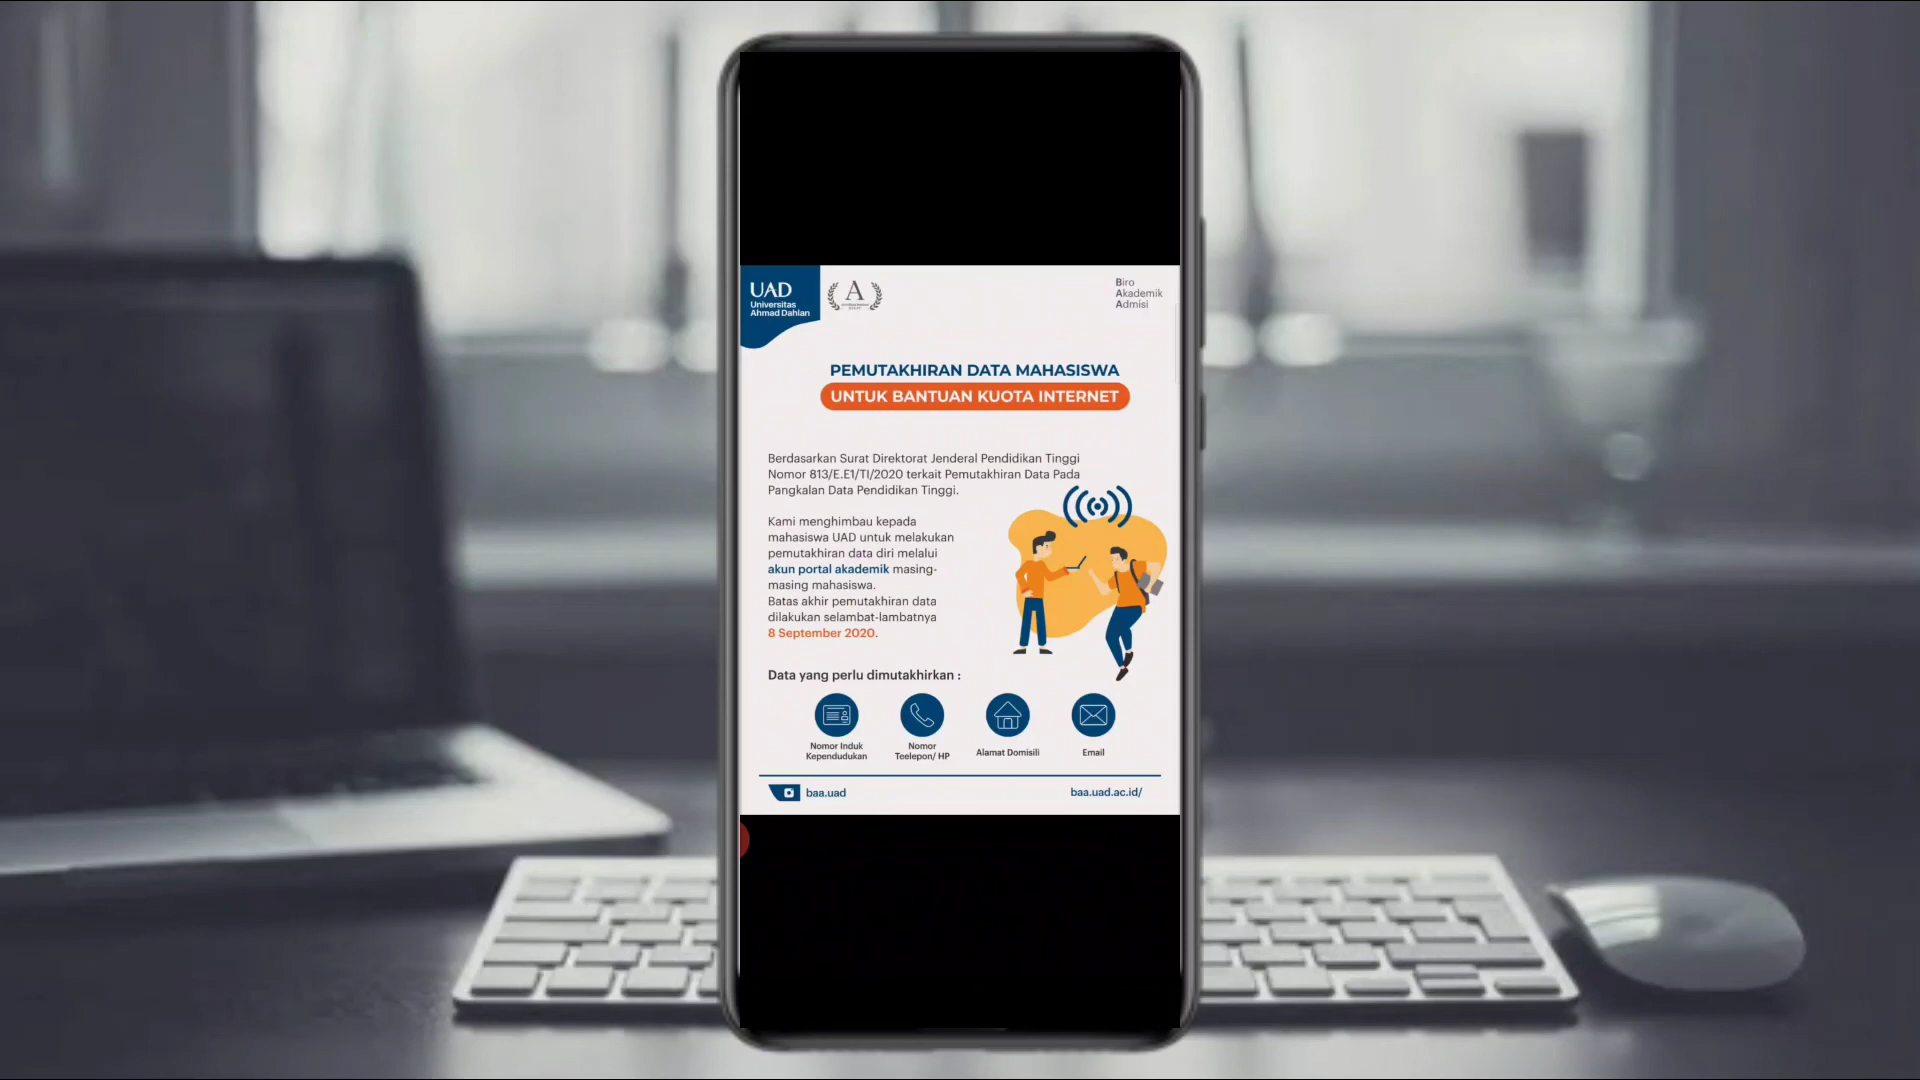 UAD
Universitas
Ahmad Dahlan
A
Biro
Akademik
Admisi
PEMUTAKHIRAN DATA MAHASISWA
UNTUK BANTUAN KUOTA INTERNET
Berdasarkan Surat Direktorat Jenderal Pendidikan Tinggi
Nomor 813/E.E1/TI/2020 terkait Pemutakhiran Data Pada
Pangkalan Data Pendidikan Tinggi.
Kami menghimbau kepada
mahasiswa UAD untuk melakukan
pemutakhiran data diri melalui
akun portal akademik masing-
masing mahasiswa.
Batas akhir pemutakhiran data
dilakukan selambat-lambatnya
8 September 2020.
Data yang perlu dimutakhirkan :
Nomor Induk
Kependudukan
Nomor
Teelepon/ HP
Alamat Domisili
Email
baa.uad
baa.uad.ac.id/